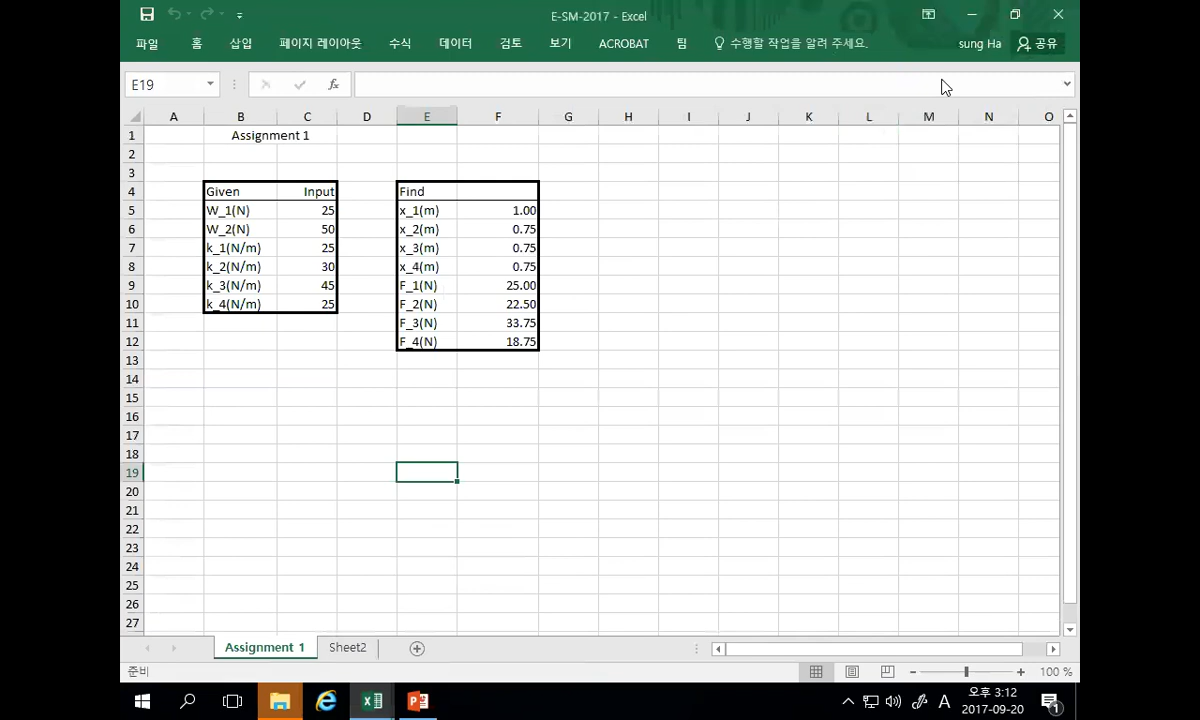 E-SM-2017 - Excel
파일 홈 삽입 페이지 레이아웃 수식 데이터 검토 보기 ACROBAT 팀 수행할 작업을 알려 주세요. sung Ha 공유
E19 fx
A B C D E F G H I J K L M N O
1 Assignment 1
2
3
4 Given Input Find
5 W_1(N) 25 x_1(m) 1.00
6 W_2(N) 50 x_2(m) 0.75
7 k_1(N/m) 25 x_3(m) 0.75
8 k_2(N/m) 30 x_4(m) 0.75
9 k_3(N/m) 45 F_1(N) 25.00
10 k_4(N/m) 25 F_2(N) 22.50
11 F_3(N) 33.75
12 F_4(N) 18.75
13
14
15
16
17
18
19
20
21
22
23
24
25
26
27
Assignment 1 Sheet2
준비 100 %
A 오후 3:12
2017-09-20 1